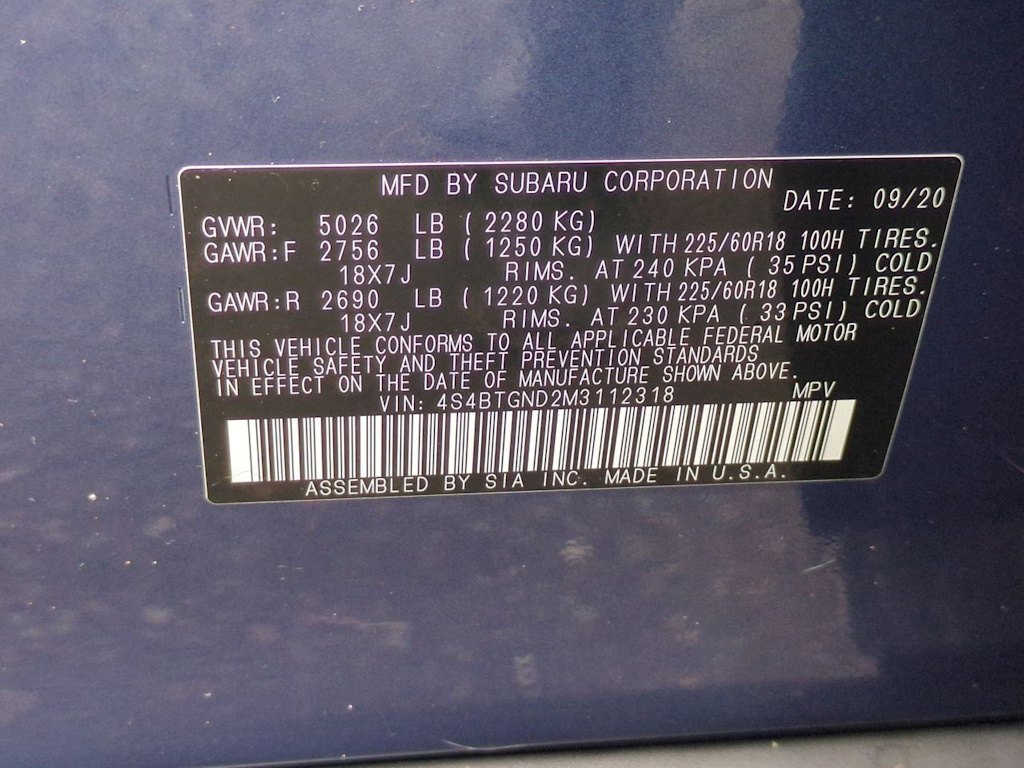 MFD BY SUBARU CORPORATION
DATE: 09/20
GVWR: 5026 LB ( 2280 KG)
GAWR:F 2756 LB ( 1250 KG) WITH 225/60R18 100H TIRES.
18X7J RIMS. AT 240 KPA ( 35 PSI) COLD
GAWR:R 2690 LB ( 1220 KG) WITH 225/60R18 100H TIRES.
18X7J RIMS. AT 230 KPA ( 33 PSI) COLD
THIS VEHICLE CONFORMS TO ALL APPLICABLE FEDERAL MOTOR
VEHICLE SAFETY AND THEFT PREVENTION STANDARDS
IN EFFECT ON THE DATE OF MANUFACTURE SHOWN ABOVE.
VIN: 4S4BTGND2M3112318 MPV
ASSEMBLED BY SIA INC. MADE IN U.S.A.